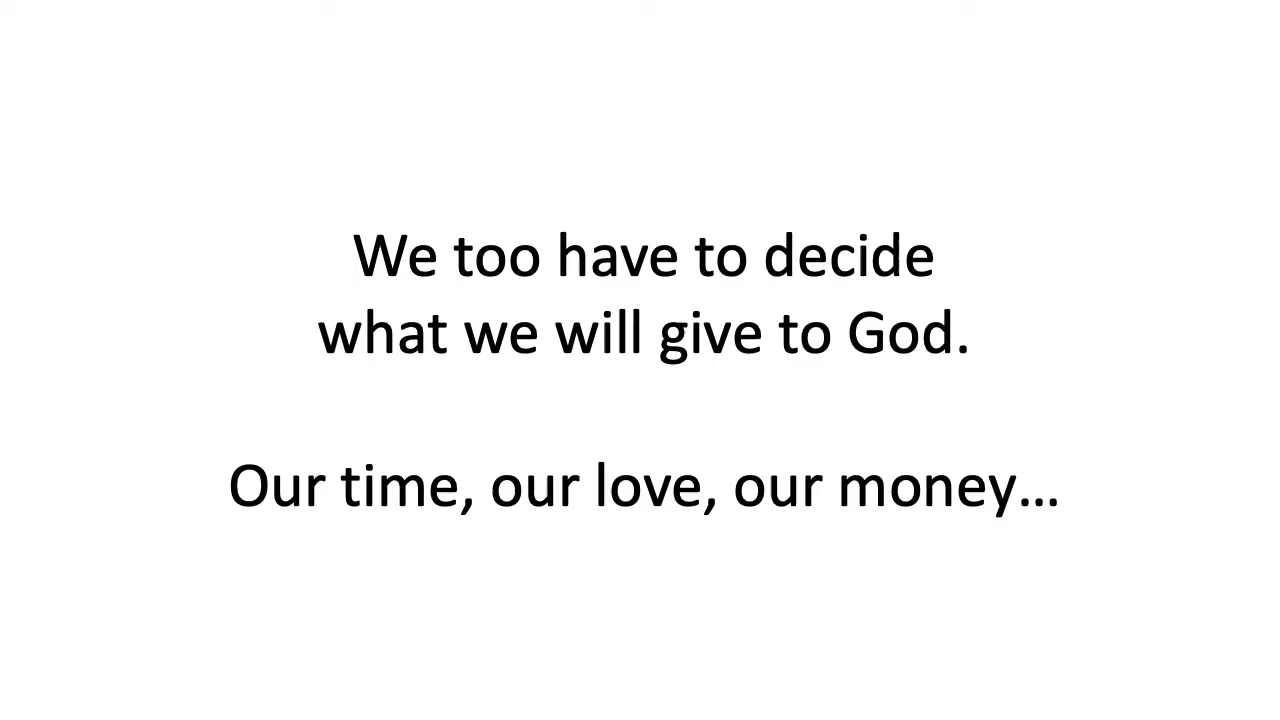 We too have to decide
what we will give to God.
Our time, our love, our money…